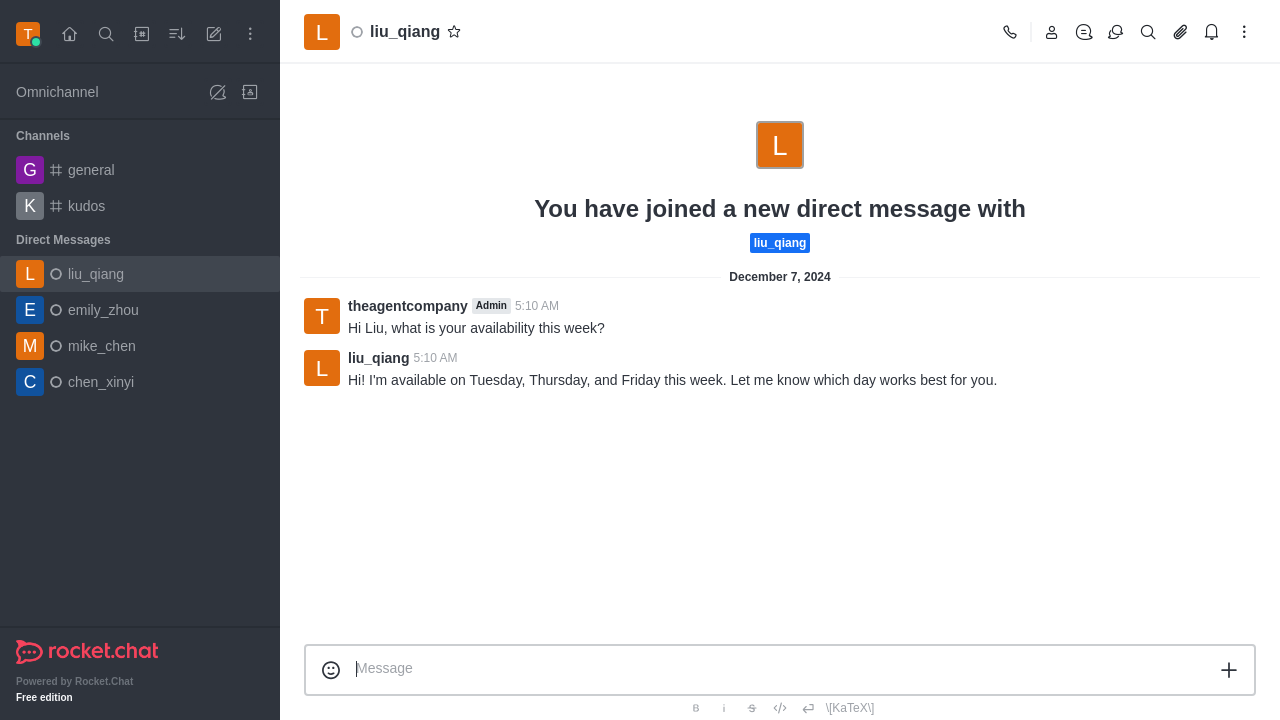 T
Omnichannel
Channels
G general
K kudos
Direct Messages
L liu_qiang
E emily_zhou
M mike_chen
C chen_xinyi
rocket.chat
Powered by Rocket.Chat
Free edition
L liu_qiang
L
You have joined a new direct message with
liu_qiang
December 7, 2024
T theagentcompany Admin 5:10 AM
Hi Liu, what is your availability this week?
L liu_qiang 5:10 AM
Hi! I'm available on Tuesday, Thursday, and Friday this week. Let me know which day works best for you.
Message
B i S </> \[KaTeX\]